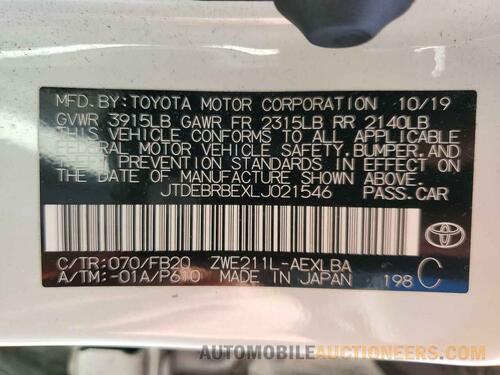 MFD.BY:TOYOTA MOTOR CORPORATION 10/19
GVWR 3915LB GAWR FR 2315LB RR 2140LB
THIS VEHICLE CONFORMS TO ALL APPLICABLE
FEDERAL MOTOR VEHICLE SAFETY,BUMPER,AND
THEFT PREVENTION STANDARDS IN EFFECT ON
THE DATE OF MANUFACTURE SHOWN ABOVE.
JTDEBRBEXLJ021546 PASS.CAR
C/TR:070/FB20 ZWE211L-AEXLBA
A/TM:-01A/P610 MADE IN JAPAN 198 C
TOYOTA
AUTOMOBILEAUCTIONEERS.COM